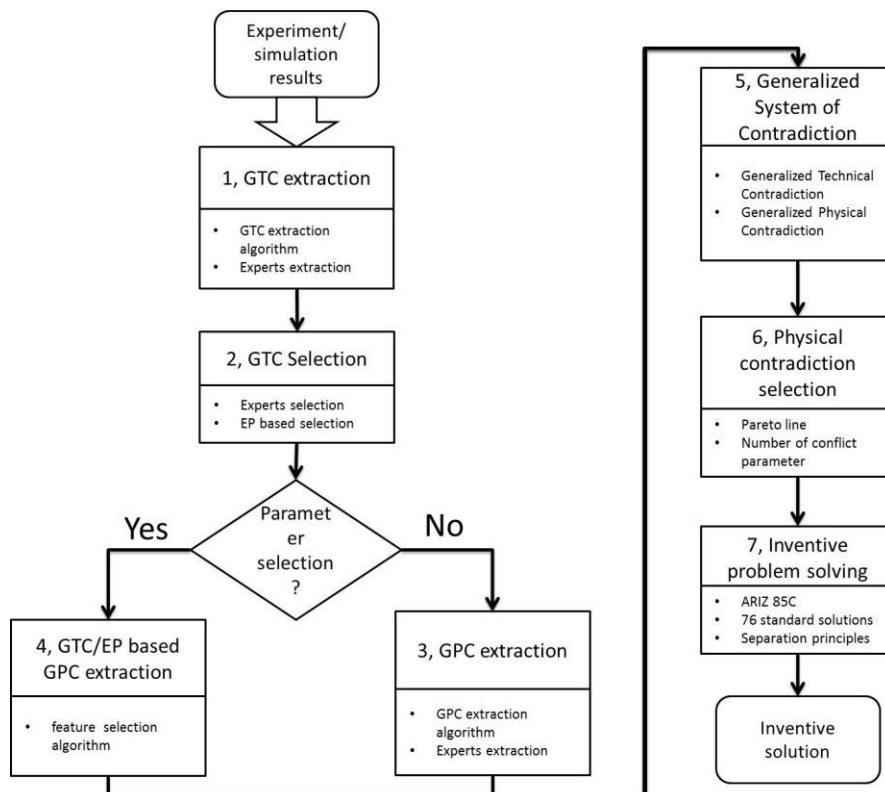 Experiment/
simulation
results
1, GTC extraction
• GTC extraction
algorithm
• Experts extraction
2, GTC Selection
• Experts selection
• EP based selection
Paramet
er
selection
?
Yes
No
4, GTC/EP based
GPC extraction
• feature selection
algorithm
3, GPC extraction
• GPC extraction
algorithm
• Experts extraction
5, Generalized
System of
Contradiction
• Generalized Technical
Contradiction
• Generalized Physical
Contradiction
6, Physical
contradiction
selection
• Pareto line
• Number of conflict
parameter
7, Inventive
problem solving
• ARIZ 85C
• 76 standard solutions
• Separation principles
Inventive
solution